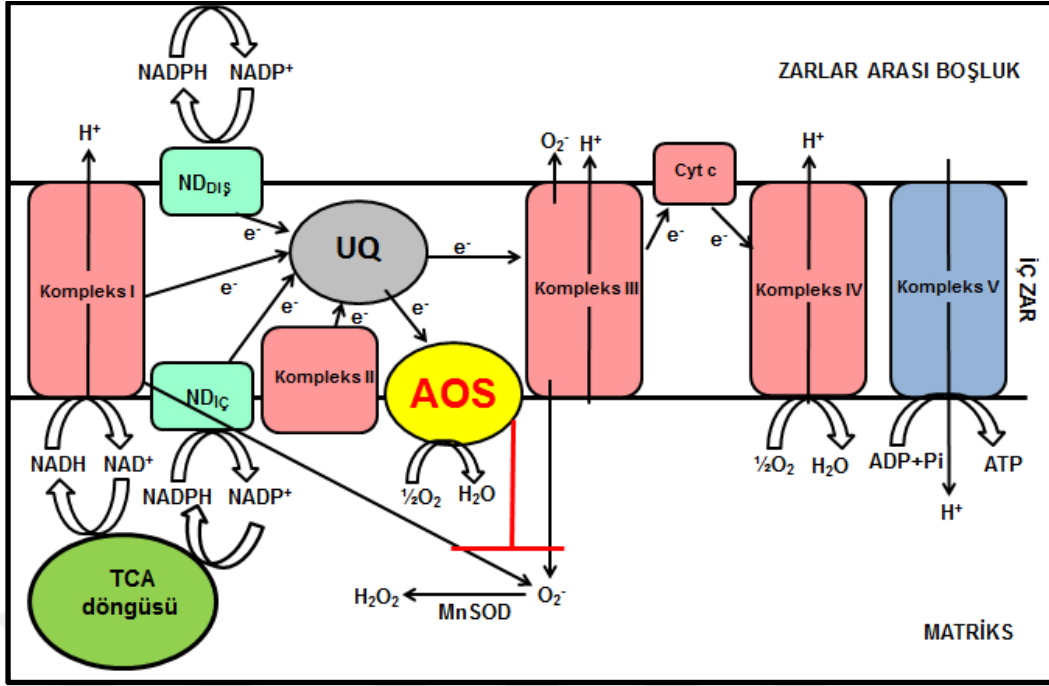 NADPH NADP⁺
ZARLAR ARASI BOŞLUK
H⁺
O₂⁻ H⁺
H⁺
ND_DIŞ
Cyt c
e⁻
UQ
e⁻
e⁻
e⁻
Kompleks I
e⁻
Kompleks III
Kompleks IV
Kompleks V
İÇ ZAR
e⁻
e⁻
e⁻
Kompleks II
AOS
ND_İÇ
NADH NAD⁺
NADPH NADP⁺
½O₂ H₂O
½O₂ H₂O
ADP+Pi ATP
H⁺
TCA
döngüsü
H₂O₂
MnSOD
O₂⁻
MATRİKS